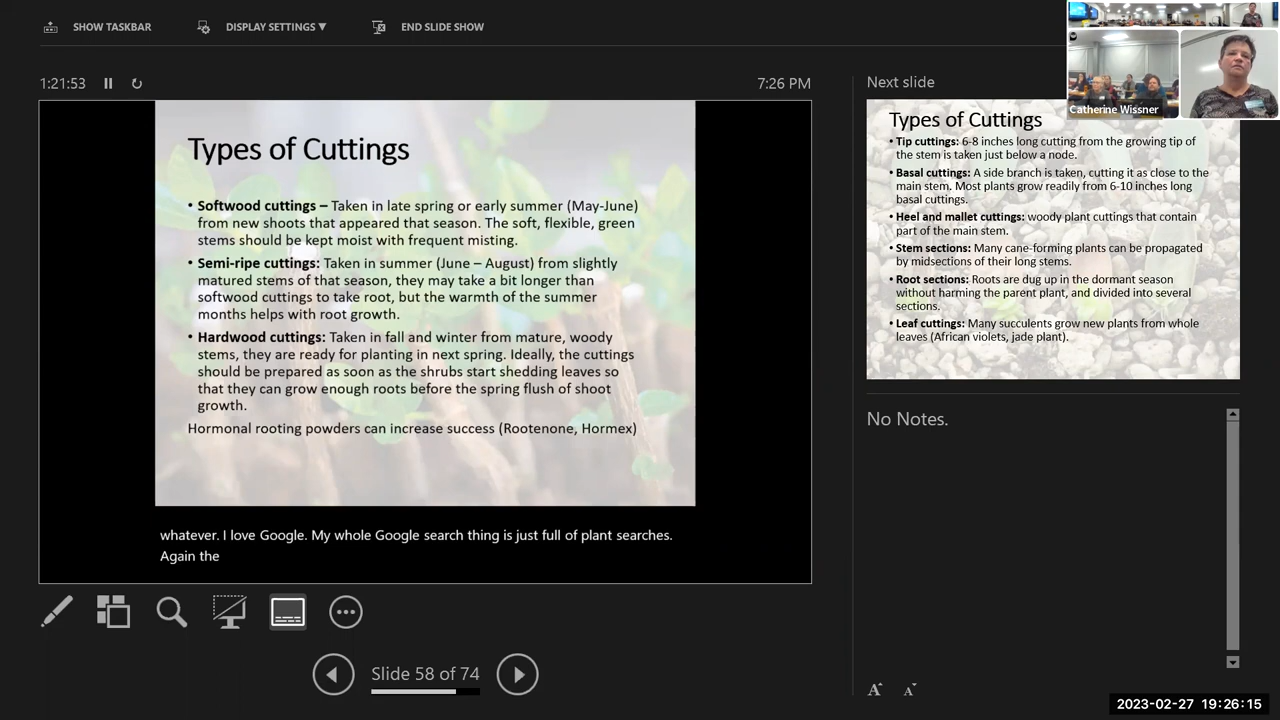 SHOW TASKBAR
DISPLAY SETTINGS ▼
END SLIDE SHOW
1:21:53
7:26 PM
Types of Cuttings
• Softwood cuttings – Taken in late spring or early summer (May-June)
from new shoots that appeared that season. The soft, flexible, green
stems should be kept moist with frequent misting.
• Semi-ripe cuttings: Taken in summer (June – August) from slightly
matured stems of that season, they may take a bit longer than
softwood cuttings to take root, but the warmth of the summer
months helps with root growth.
• Hardwood cuttings: Taken in fall and winter from mature, woody
stems, they are ready for planting in next spring. Ideally, the cuttings
should be prepared as soon as the shrubs start shedding leaves so
that they can grow enough roots before the spring flush of shoot
growth.
Hormonal rooting powders can increase success (Rootenone, Hormex)
whatever. I love Google. My whole Google search thing is just full of plant searches.
Again the
Slide 58 of 74
Next slide
Catherine Wissner
Types of Cuttings
• Tip cuttings: 6-8 inches long cutting from the growing tip of
the stem is taken just below a node.
• Basal cuttings: A side branch is taken, cutting it as close to the
main stem. Most plants grow readily from 6-10 inches long
basal cuttings.
• Heel and mallet cuttings: woody plant cuttings that contain
part of the main stem.
• Stem sections: Many cane-forming plants can be propagated
by midsections of their long stems.
• Root sections: Roots are dug up in the dormant season
without harming the parent plant, and divided into several
sections.
• Leaf cuttings: Many succulents grow new plants from whole
leaves (African violets, jade plant).
No Notes.
A A
2023-02-27 19:26:15